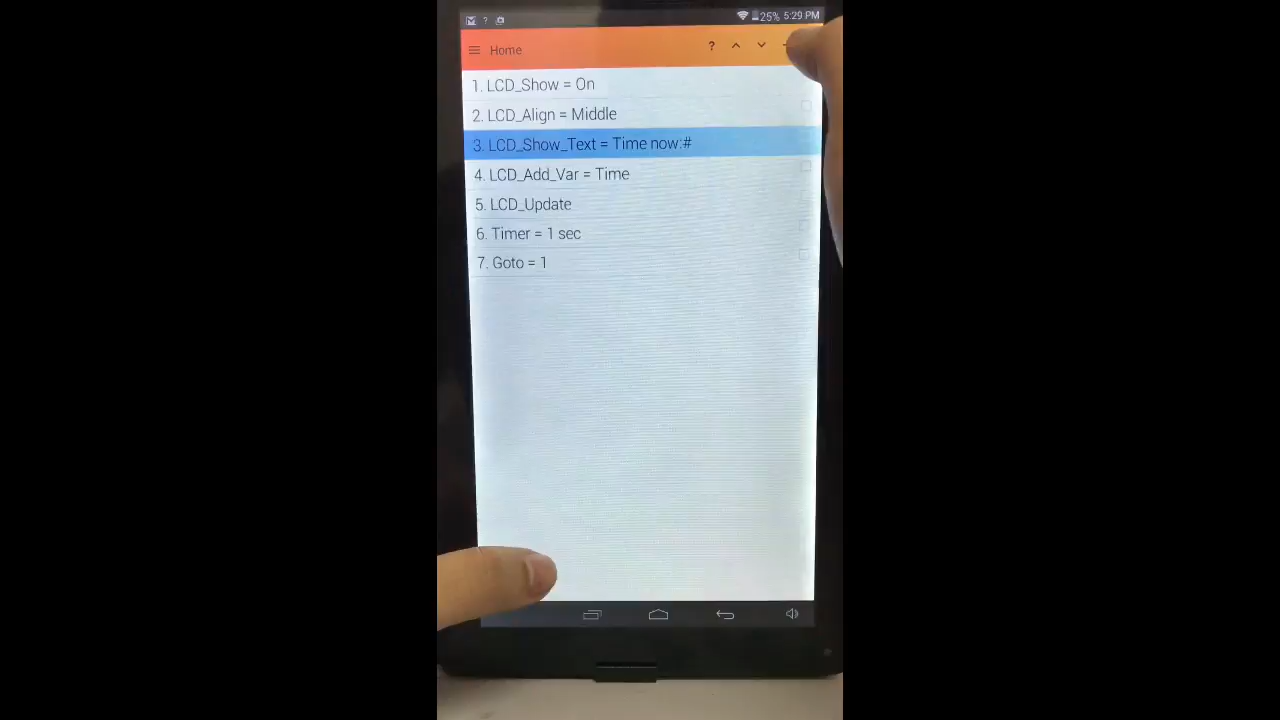 ? 25% 5:29 PM
Home ?
1. LCD_Show = On
2. LCD_Align = Middle
3. LCD_Show_Text = Time now:#
4. LCD_Add_Var = Time
5. LCD_Update
6. Timer = 1 sec
7. Goto = 1